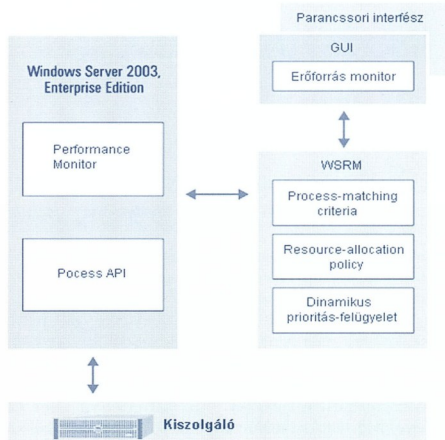 Parancssori interfész
GUI
Erőforrás monitor
Windows Server 2003,
Enterprise Edition
Performance
Monitor
Pocess API
WSRM
Process-matching
criteria
Resource-allocation
policy
Dinamikus
prioritás-felügyelet
Kiszolgáló